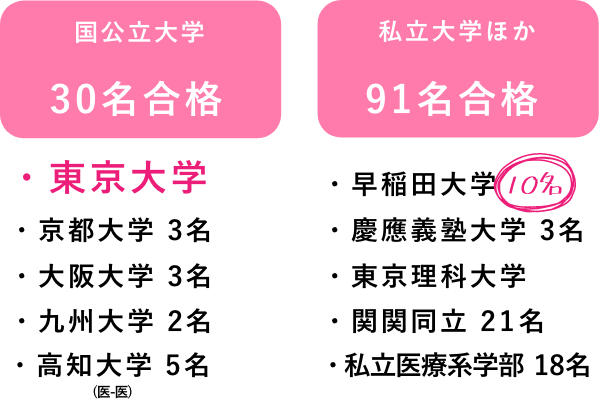 国公立大学
30名合格
・東京大学
・京都大学 3名
・大阪大学 3名
・九州大学 2名
・高知大学 5名
(医-医)
私立大学ほか
91名合格
・早稲田大学 10名
・慶應義塾大学 3名
・東京理科大学
・関関同立 21名
・私立医療系学部 18名